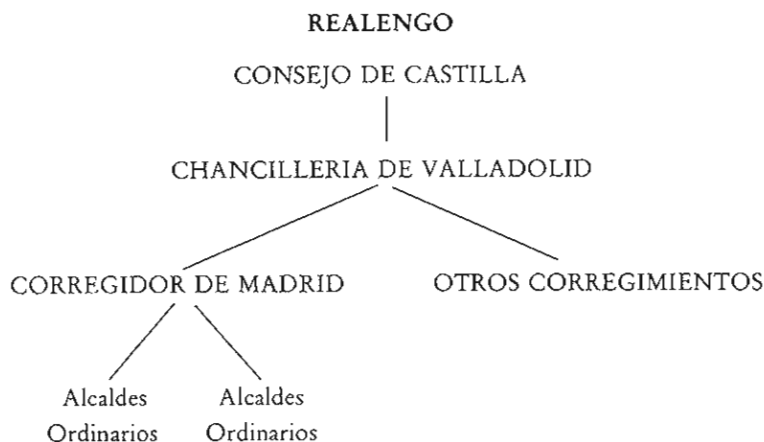 REALENGO
CONSEJO DE CASTILLA
CHANCILLERIA DE VALLADOLID
CORREGIDOR DE MADRID
OTROS CORREGIMIENTOS
Alcaldes
Ordinarios
Alcaldes
Ordinarios